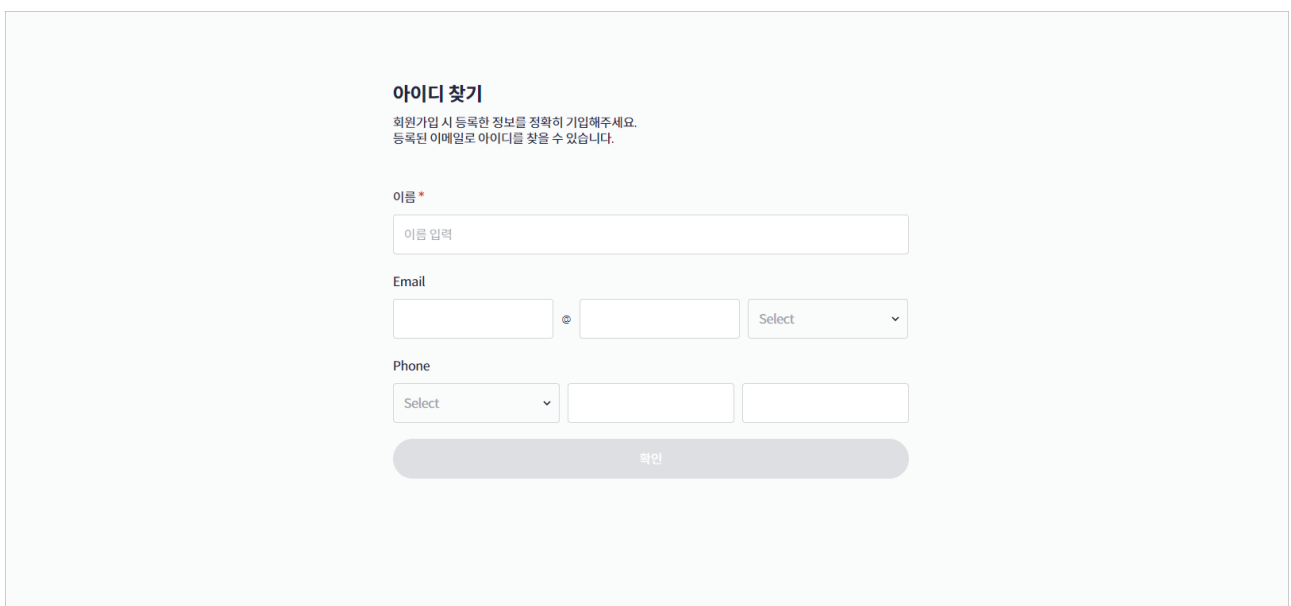 아이디 찾기
회원가입 시 등록한 정보를 정확히 기입해주세요.
등록된 이메일로 아이디를 찾을 수 있습니다.
이름 *
이름 입력
Email
@ Select
Phone
Select
확인